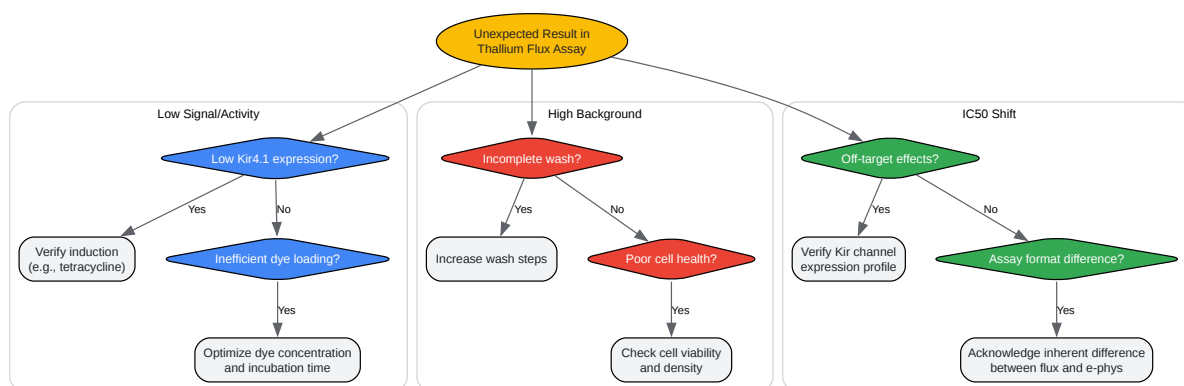 Unexpected Result in
Thallium Flux Assay
Low Signal/Activity
High Background
IC50 Shift
Low Kir4.1 expression?
Incomplete wash?
Off-target effects?
Yes
No
Yes
No
Yes
No
Verify induction
(e.g., tetracycline)
Inefficient dye loading?
Increase wash steps
Poor cell health?
Verify Kir channel
expression profile
Assay format difference?
Yes
Yes
Yes
Optimize dye concentration
and incubation time
Check cell viability
and density
Acknowledge inherent difference
between flux and e-phys